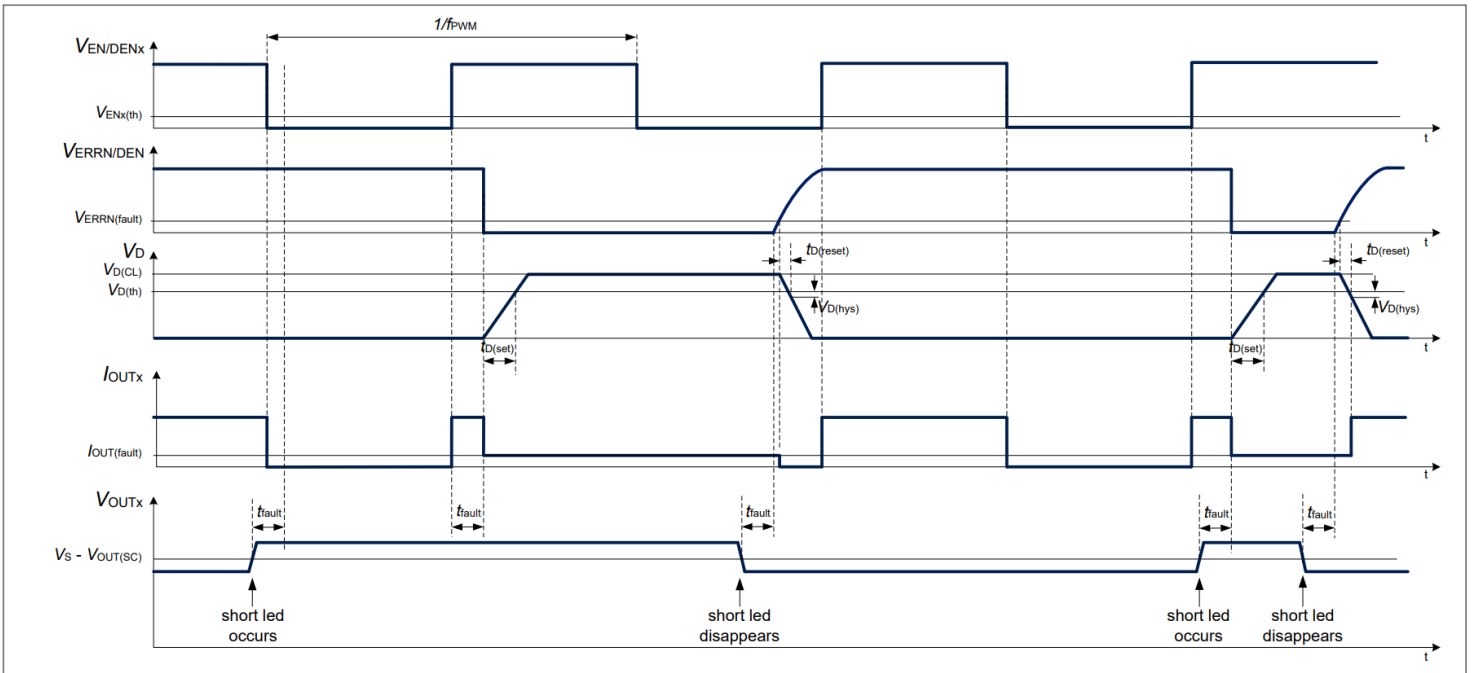 1/fPWM
VEN/DENx
VENx(th)
t
VERRN/DEN
VERRN(fault)
t
VD
tD(reset)
tD(reset)
VD(CL)
VD(th)
VD(hys)
VD(hys)
tD(set)
tD(set)
t
IOUTx
IOUT(fault)
t
VOUTx
tfault
tfault
tfault
tfault
tfault
VS - VOUT(SC)
short led
occurs
short led
disappears
short led
occurs
short led
disappears
t